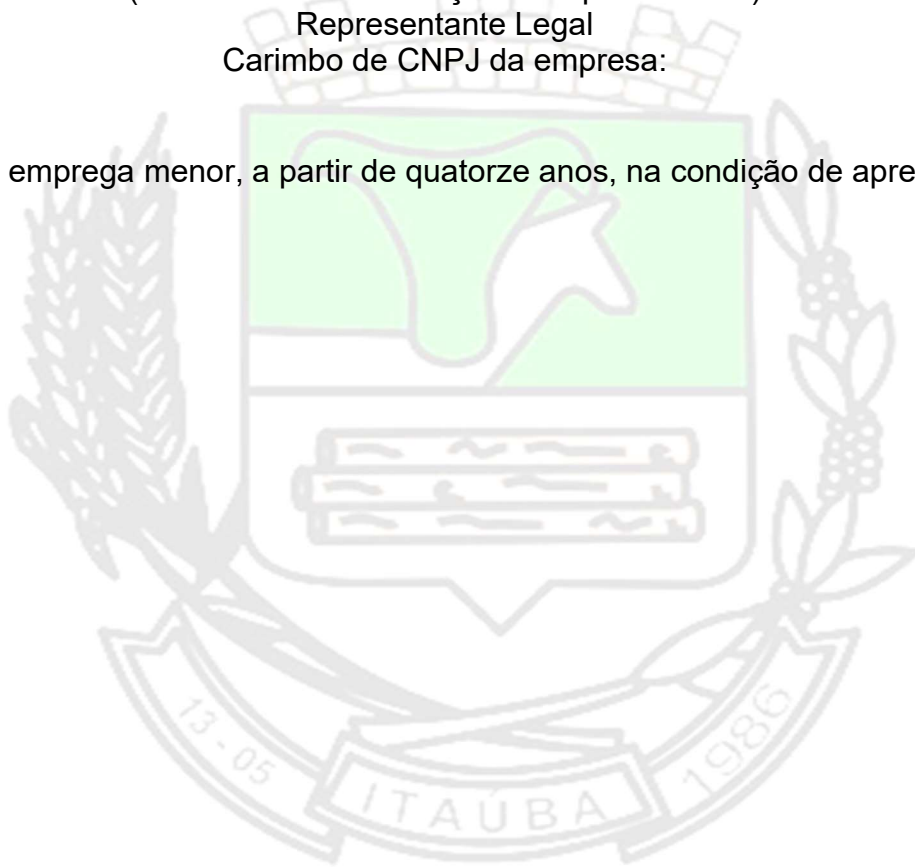 Representante Legal
Carimbo de CNPJ da empresa:
emprega menor, a partir de quatorze anos, na condição de apre
13 - 05
ITAÚBA
1986